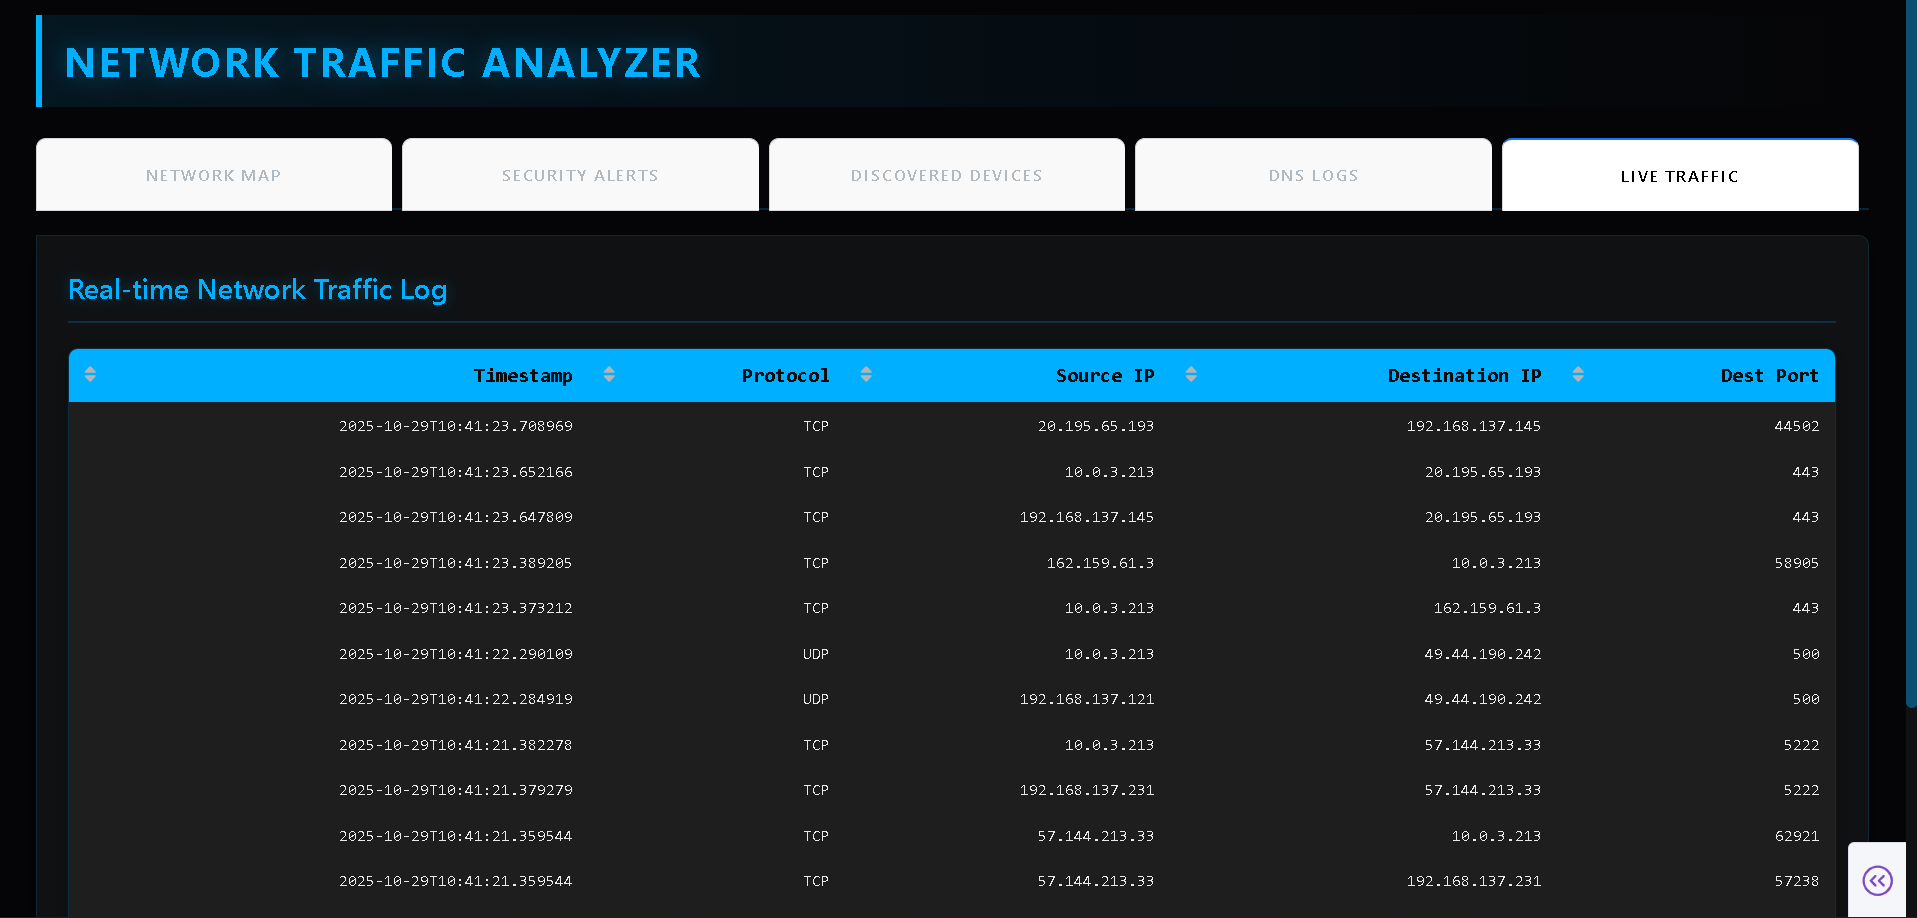 NETWORK TRAFFIC ANALYZER
NETWORK MAP SECURITY ALERTS DISCOVERED DEVICES DNS LOGS LIVE TRAFFIC
Real-time Network Traffic Log
Timestamp Protocol Source IP Destination IP Dest Port
2025-10-29T10:41:23.708969 TCP 20.195.65.193 192.168.137.145 44502
2025-10-29T10:41:23.652166 TCP 10.0.3.213 20.195.65.193 443
2025-10-29T10:41:23.647809 TCP 192.168.137.145 20.195.65.193 443
2025-10-29T10:41:23.389205 TCP 162.159.61.3 10.0.3.213 58905
2025-10-29T10:41:23.373212 TCP 10.0.3.213 162.159.61.3 443
2025-10-29T10:41:22.290109 UDP 10.0.3.213 49.44.190.242 500
2025-10-29T10:41:22.284919 UDP 192.168.137.121 49.44.190.242 500
2025-10-29T10:41:21.382278 TCP 10.0.3.213 57.144.213.33 5222
2025-10-29T10:41:21.379279 TCP 192.168.137.231 57.144.213.33 5222
2025-10-29T10:41:21.359544 TCP 57.144.213.33 10.0.3.213 62921
2025-10-29T10:41:21.359544 TCP 57.144.213.33 192.168.137.231 57238